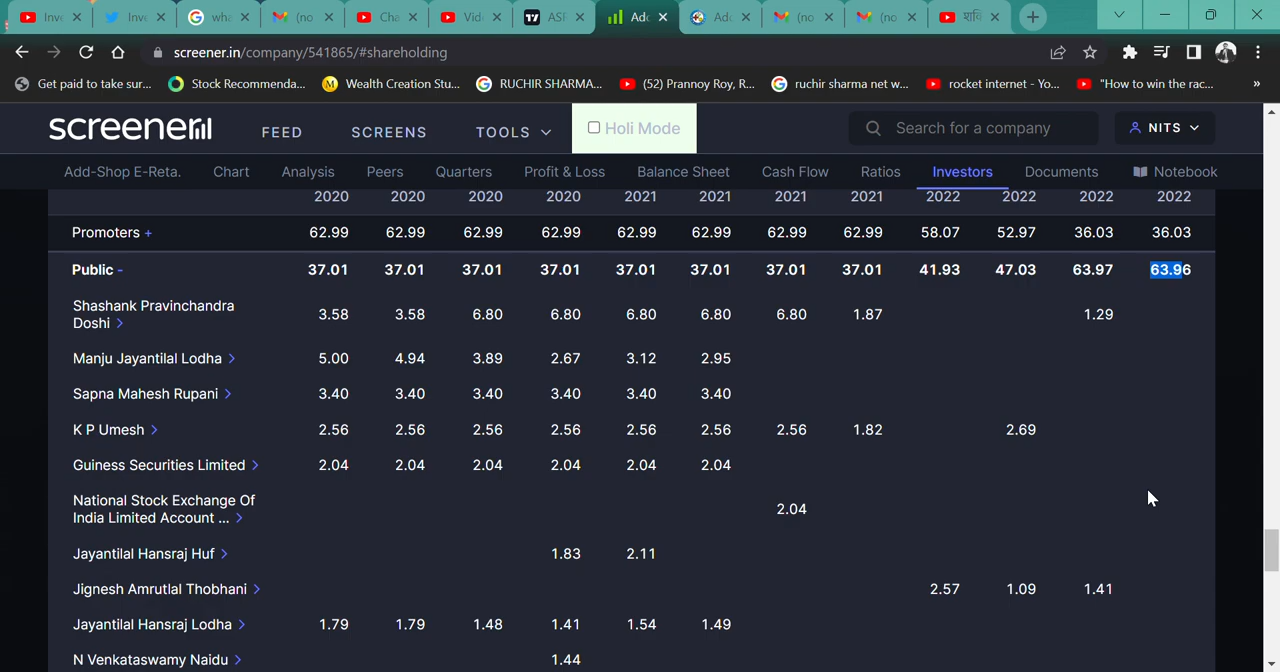 Inve
Inve
wha
(no
Cha
Vide
ASI
Ado
Add
(no
(no
screener.in/company/541865/#shareholding
Get paid to take sur...
Stock Recommenda...
Wealth Creation Stu...
RUCHIR SHARMA...
(52) Prannoy Roy, R...
ruchir sharma net w...
rocket internet - Yo...
"How to win the rac...
»
screener
FEED
SCREENS
TOOLS
Holi Mode
Search for a company
NITS
Add-Shop E-Reta.
Chart
Analysis
Peers
Quarters
Profit & Loss
Balance Sheet
Cash Flow
Ratios
Investors
Documents
Notebook
2020 2020 2020 2020 2021 2021 2021 2021 2022 2022 2022 2022
Promoters + 62.99 62.99 62.99 62.99 62.99 62.99 62.99 62.99 58.07 52.97 36.03 36.03
Public - 37.01 37.01 37.01 37.01 37.01 37.01 37.01 37.01 41.93 47.03 63.97 63.96
Shashank Pravinchandra
Doshi 3.58 3.58 6.80 6.80 6.80 6.80 6.80 1.87 1.29
Manju Jayantilal Lodha 5.00 4.94 3.89 2.67 3.12 2.95
Sapna Mahesh Rupani 3.40 3.40 3.40 3.40 3.40 3.40
K P Umesh 2.56 2.56 2.56 2.56 2.56 2.56 2.56 1.82 2.69
Guiness Securities Limited 2.04 2.04 2.04 2.04 2.04 2.04
National Stock Exchange Of
India Limited Account ... 2.04
Jayantilal Hansraj Huf 1.83 2.11
Jignesh Amrutlal Thobhani 2.57 1.09 1.41
Jayantilal Hansraj Lodha 1.79 1.79 1.48 1.41 1.54 1.49
N Venkataswamy Naidu 1.44